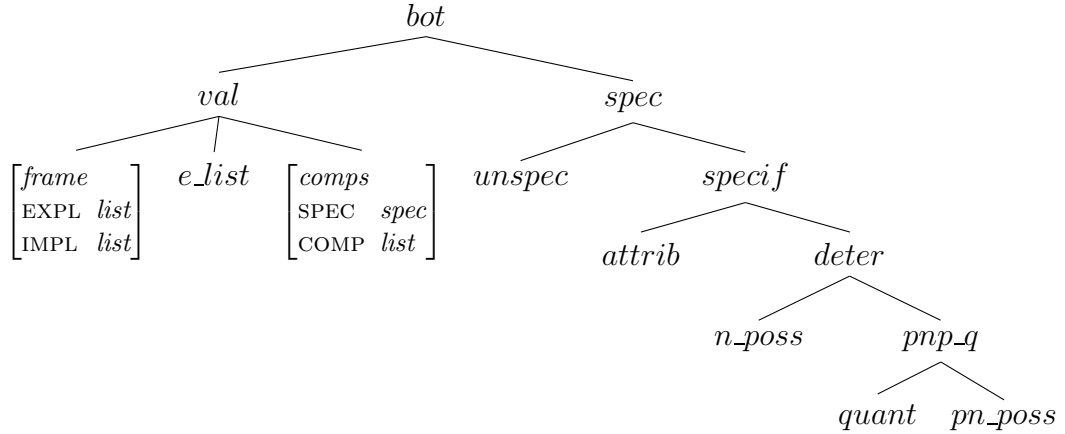 bot
val spec
frame e_list comps unspec specif
EXPL list SPEC spec
IMPL list COMP list attrib deter
n_poss pnp_q
quant pn_poss